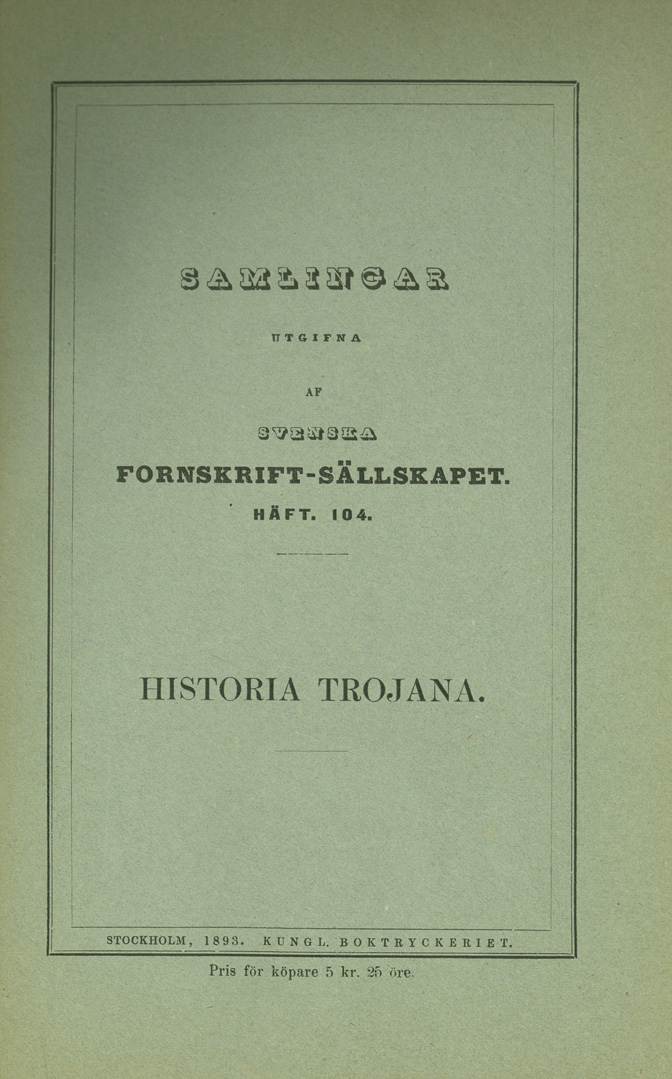 SAMLINGAR
UTGIFNA
AF
SVENSKA
FORNSKRIFT-SÄLLSKAPET.
HÄFT. 104.
HISTORIA TROJANA.
STOCKHOLM, 1893. KUNGL. BOKTRYCKERIET.
Pris för köpare 5 kr. 25 öre.